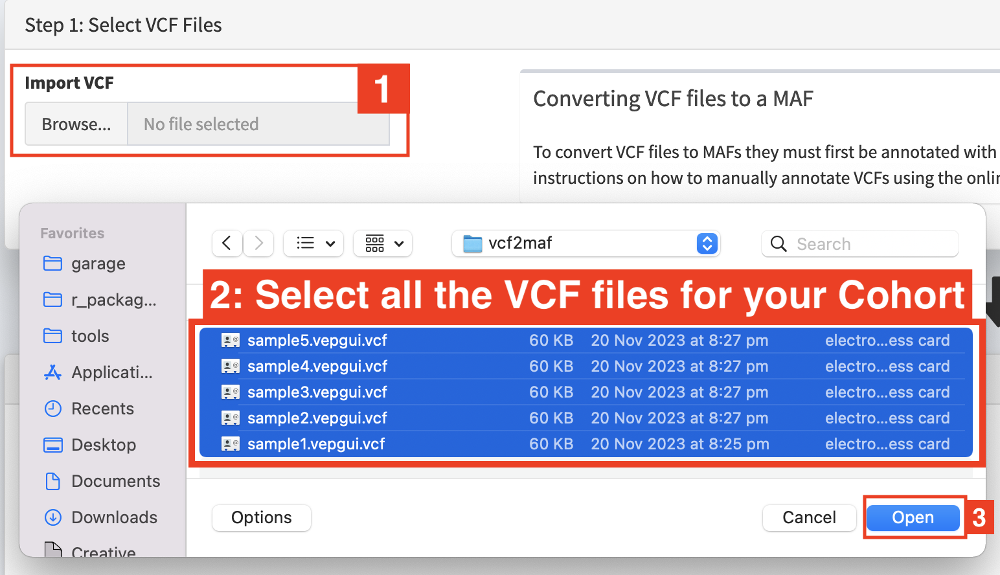 Step 1: Select VCF Files
Import VCF
1
Browse...
No file selected
Converting VCF files to a MAF
To convert VCF files to MAFs they must first be annotated with
instructions on how to manually annotate VCFs using the
Favorites
garage
r_packag...
tools
Applicati...
Recents
Desktop
Documents
Downloads
Creative
vcf2maf
Search
2: Select all the VCF files for your Cohort
sample5.vepgui.vcf 60 KB 20 Nov 2023 at 8:27 pm electro...ess card
sample4.vepgui.vcf 60 KB 20 Nov 2023 at 8:27 pm electro...ess card
sample3.vepgui.vcf 60 KB 20 Nov 2023 at 8:27 pm electro...ess card
sample2.vepgui.vcf 60 KB 20 Nov 2023 at 8:27 pm electro...ess card
sample1.vepgui.vcf 60 KB 20 Nov 2023 at 8:25 pm electro...ess card
Options
Cancel
Open
3